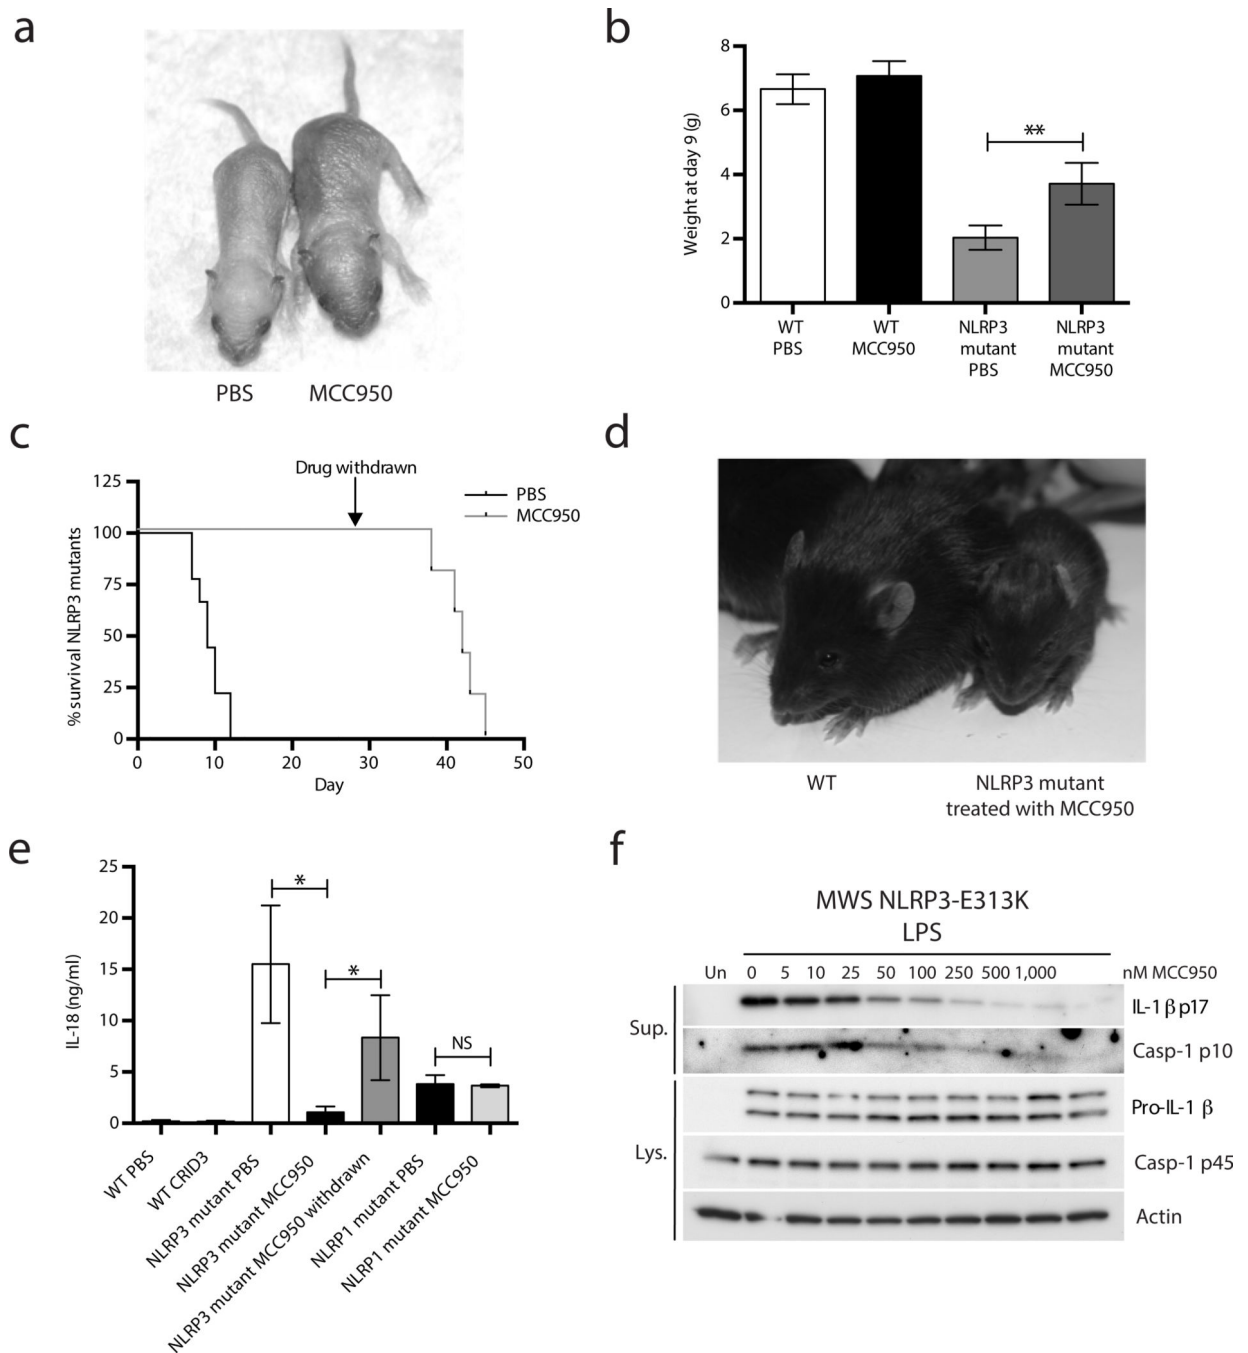 a
PBS MCC950
b
8
6
4
2
0
Weight at day 9 (g)
**
WT PBS
WT MCC950
NLRP3 mutant PBS
NLRP3 mutant MCC950
c
Drug withdrawn
PBS
MCC950
125
100
75
50
25
0
% survival NLRP3 mutants
0 10 20 30 40 50
Day
d
WT
NLRP3 mutant
treated with MCC950
e
25
20
15
10
5
0
IL-18 (ng/ml)
*
*
NS
WT PBS
WT CRID3
NLRP3 mutant PBS
NLRP3 mutant MCC950
NLRP3 mutant MCC950 withdrawn
NLRP1 mutant PBS
NLRP1 mutant MCC950
f
MWS NLRP3-E313K
LPS
Un 0 5 10 25 50 100 250 500 1,000 nM MCC950
Sup.
IL-1 β p17
Casp-1 p10
Lys.
Pro-IL-1 β
Casp-1 p45
Actin